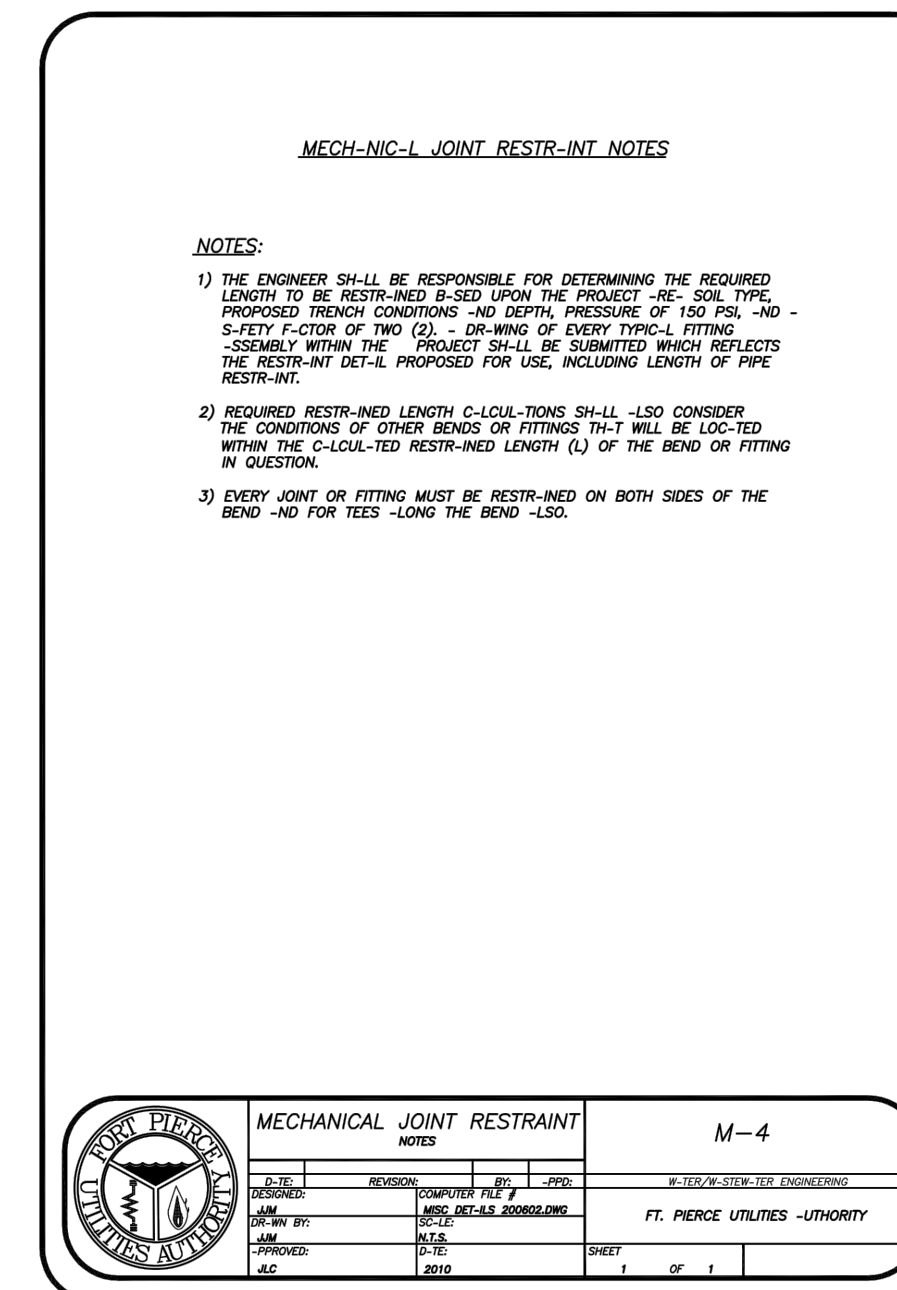 MECH-NIC-L JOINT RESTR-INT NOTES
NOTES:
1) THE ENGINEER SH-LL BE RESPONSIBLE FOR DETERMINING THE REQUIRED
LENGTH TO BE RESTR-INED B-SED UPON THE PROJECT -RE- SOIL TYPE,
PROPOSED TRENCH CONDITIONS -ND DEPTH, PRESSURE OF 150 PSI, -ND -
S-FETY F-CTOR OF TWO (2). - DR-WING OF EVERY TYPIC-L FITTING
-SSEMBLY WITHIN THE PROJECT SH-LL BE SUBMITTED WHICH REFLECTS
THE RESTR-INT DET-IL PROPOSED FOR USE, INCLUDING LENGTH OF PIPE
RESTR-INT.
2) REQUIRED RESTR-INED LENGTH C-LCUL-TIONS SH-LL -LSO CONSIDER
THE CONDITIONS OF OTHER BENDS OR FITTINGS TH-T WILL BE LOC-TED
WITHIN THE C-LCUL-TED RESTR-INED LENGTH (L) OF THE BEND OR FITTING
IN QUESTION.
3) EVERY JOINT OR FITTING MUST BE RESTR-INED ON BOTH SIDES OF THE
BEND -ND FOR TEES -LONG THE BEND -LSO.
FORT PIERCE
UTILITIES AUTHORITY
MECHANICAL JOINT RESTRAINT
NOTES
D-TE: REVISION: BY: -PPD:
DESIGNED: COMPUTER FILE #
JJM MISC DET-ILS 200602.DWG
DR-WN BY: SC-LE:
JJM N.T.S.
-PPROVED: D-TE:
JLC 2010
M-4
W-TER/W-STEW-TER ENGINEERING
FT. PIERCE UTILITIES -UTHORITY
SHEET
1 OF 1